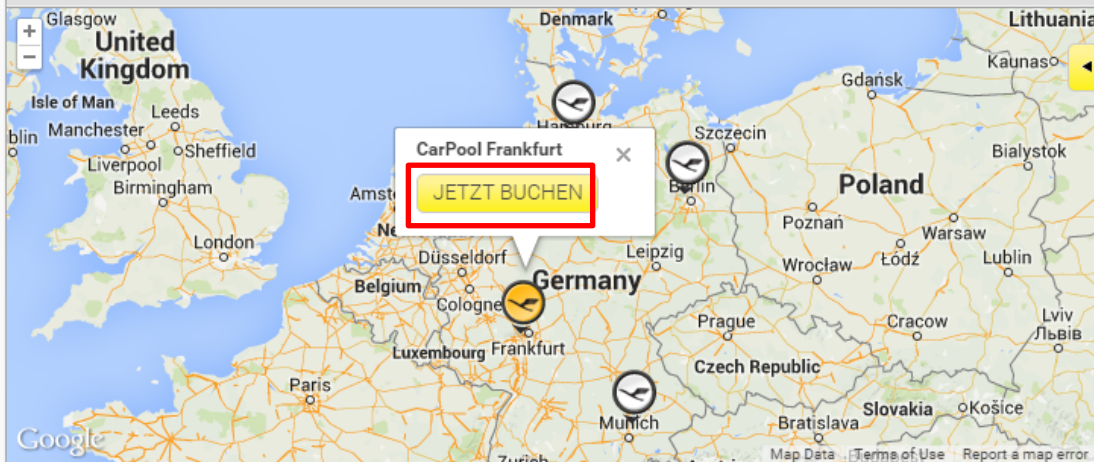 Glasgow
Denmark
Lithuania
+
United
Kingdom
−
Kaunas
Gdańsk
Isle of Man
Leeds
Hamburg
blin
Manchester
Szczecin
Sheffield
CarPool Frankfurt
×
Bialystok
Liverpool
Birmingham
Amst
JETZT BUCHEN
Berlin
Poland
Poznań
Warsaw
Ne
London
Düsseldorf
Leipzig
Wrocław
Łódź
Lublin
Belgium
Germany
Cologne
Prague
Cracow
Lviv
Львів
Luxembourg
Frankfurt
Czech Republic
Paris
Munich
Slovakia
Košice
Bratislava
Google
Zurich
Map Data
Terms of Use
Report a map error